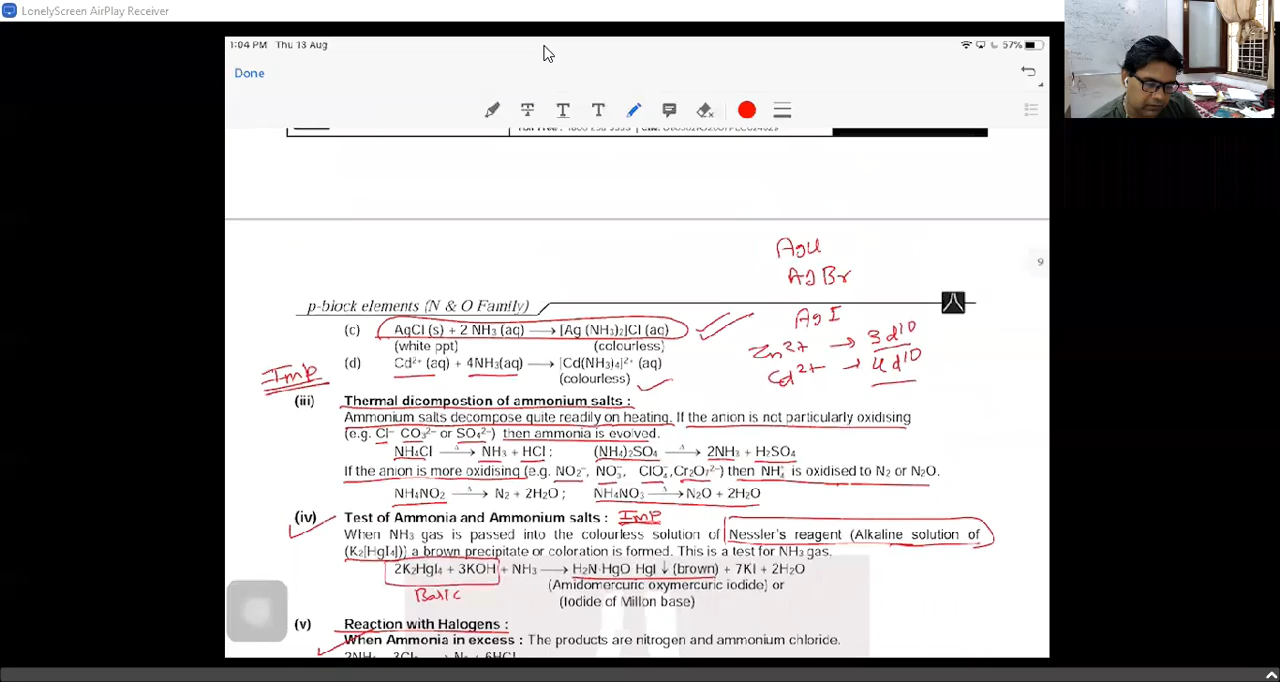 LonelyScreen AirPlay Receiver
1:04 PM Thu 13 Aug
57%
Done
9
AgCl
AgBr
AgI
Zn²⁺ → 3d¹⁰
Cd²⁺ → 4d¹⁰
p-block elements (N & O Family)
(c) AgCl (s) + 2 NH₃ (aq) ⟶ [Ag (NH₃)₂]Cl (aq)
(white ppt) (colourless)
(d) Cd²⁺ (aq) + 4NH₃(aq) ⟶ [Cd(NH₃)₄]²⁺ (aq)
(colourless)
Imp
(iii) Thermal dicompostion of ammonium salts :
Ammonium salts decompose quite readily on heating. If the anion is not particularly oxidising
(e.g. Cl⁻ CO₃²⁻ or SO₄²⁻) then ammonia is evolved.
NH₄Cl —Δ→ NH₃ + HCl ; (NH₄)₂SO₄ —Δ→ 2NH₃ + H₂SO₄
If the anion is more oxidising (e.g. NO₂⁻, NO₃⁻, ClO₄⁻, Cr₂O₇²⁻) then NH₄⁺ is oxidised to N₂ or N₂O.
NH₄NO₂ —Δ→ N₂ + 2H₂O ; NH₄NO₃ —Δ→ N₂O + 2H₂O
(iv) Test of Ammonia and Ammonium salts : Imp
When NH₃ gas is passed into the colourless solution of Nessler's reagent (Alkaline solution of
(K₂[HgI₄]) a brown precipitate or coloration is formed. This is a test for NH₃ gas.
2K₂HgI₄ + 3KOH + NH₃ ⟶ H₂N·HgO HgI ↓ (brown) + 7KI + 2H₂O
Basic
(Amidomercuric oxymercuric iodide) or
(Iodide of Millon base)
(v) Reaction with Halogens :
When Ammonia in excess : The products are nitrogen and ammonium chloride.